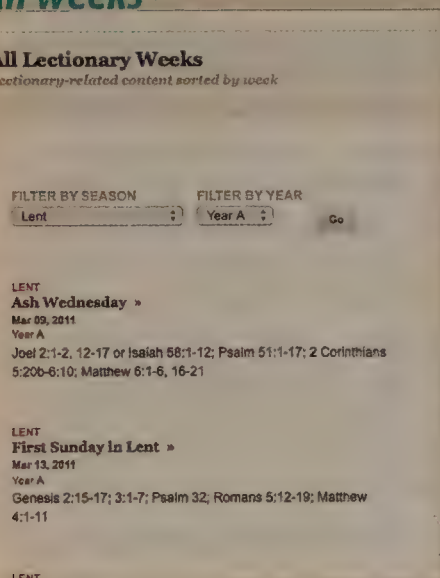 All Weeks
All Lectionary Weeks
Lectionary-related content sorted by week
FILTER BY SEASON FILTER BY YEAR
Lent Year A Go
LENT
Ash Wednesday »
Mar 09, 2011
Year A
Joel 2:1-2, 12-17 or Isaiah 58:1-12; Psalm 51:1-17; 2 Corinthians
5:20b-6:10; Matthew 6:1-6, 16-21
LENT
First Sunday in Lent »
Mar 13, 2011
Year A
Genesis 2:15-17; 3:1-7; Psalm 32; Romans 5:12-19; Matthew
4:1-11
LENT